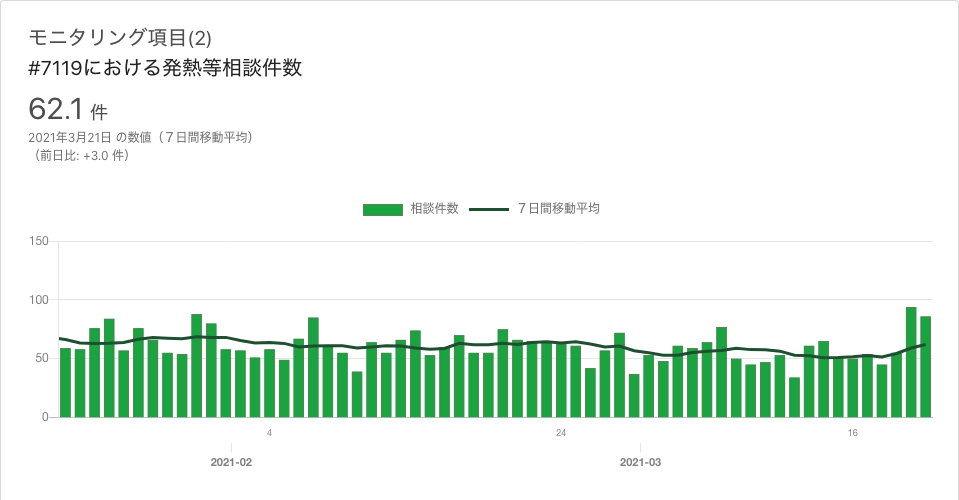 モニタリング項目(2)
#7119における発熱等相談件数
62.1 件
2021年3月21日 の数値（７日間移動平均）
（前日比: +3.0 件）
相談件数 ７日間移動平均
150
100
50
0
4 24 16
2021-02 2021-03